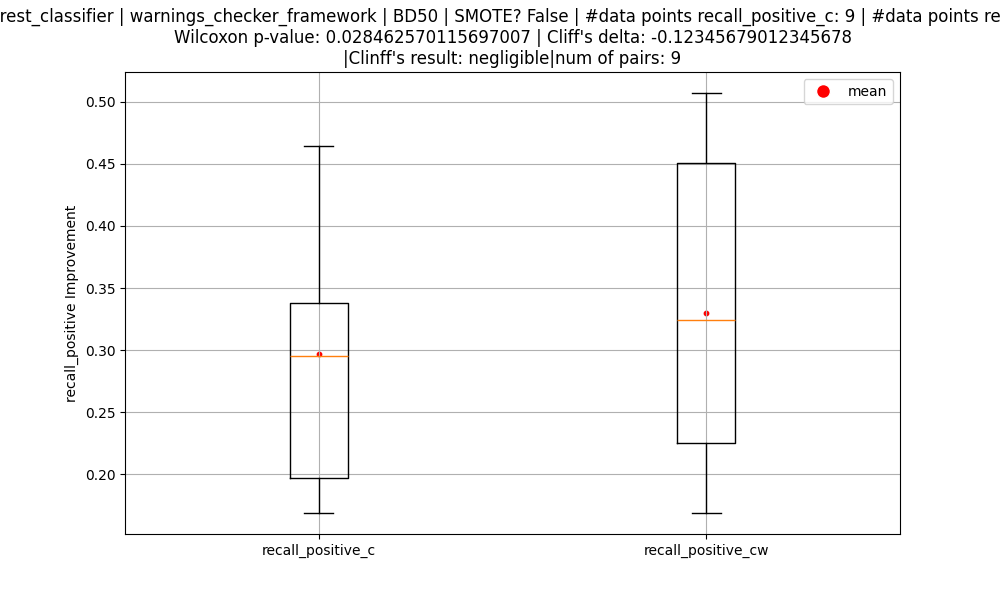 rest_classifier | warnings_checker_framework | BD50 | SMOTE? False | #data points recall_positive_c: 9 | #data points re
Wilcoxon p-value: 0.028462570115697007 | Cliff's delta: -0.12345679012345678
|Clinff's result: negligible|num of pairs: 9
mean
0.50
0.45
0.40
0.35
0.30
0.25
0.20
recall_positive Improvement
recall_positive_c
recall_positive_cw